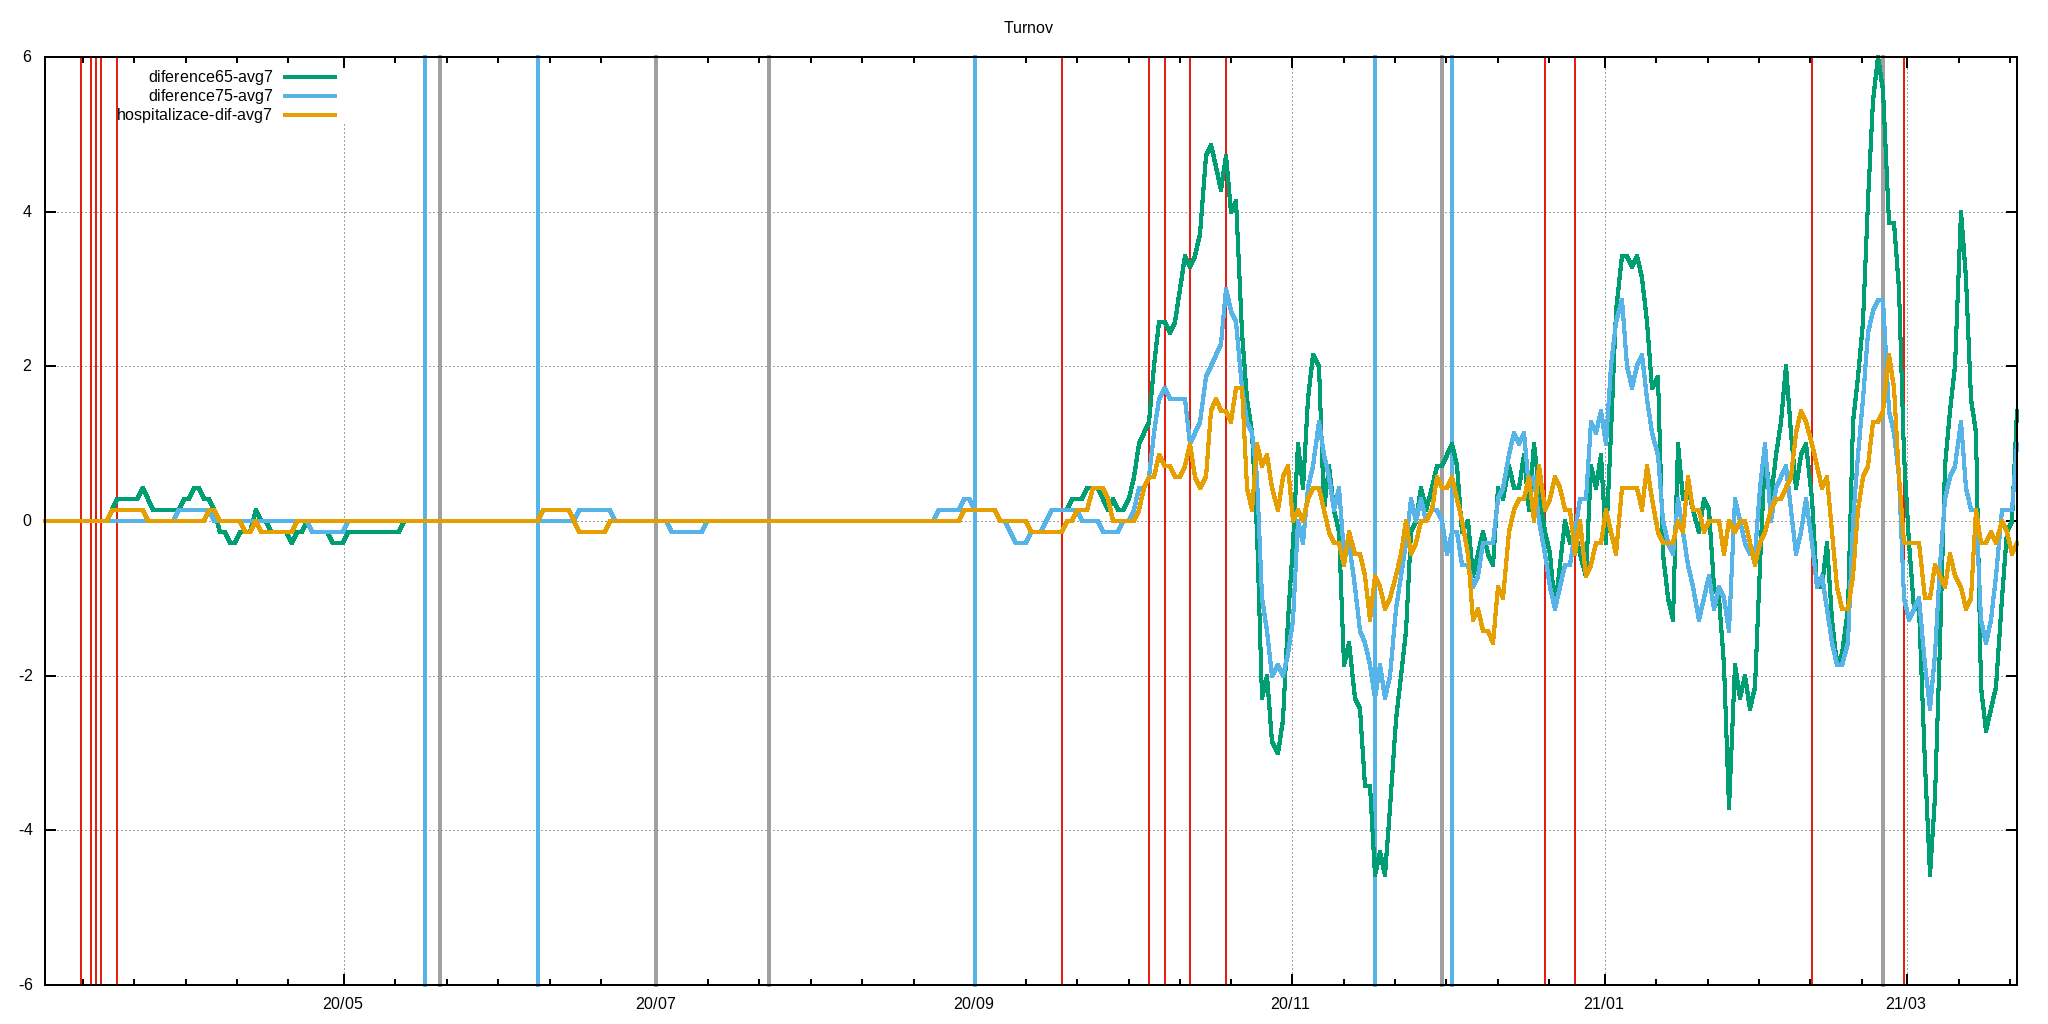 Turnov
6
diference65-avg7
diference75-avg7
hospitalizace-dif-avg7
4
2
0
-2
-4
-6
20/05 20/07 20/09 20/11 21/01 21/03